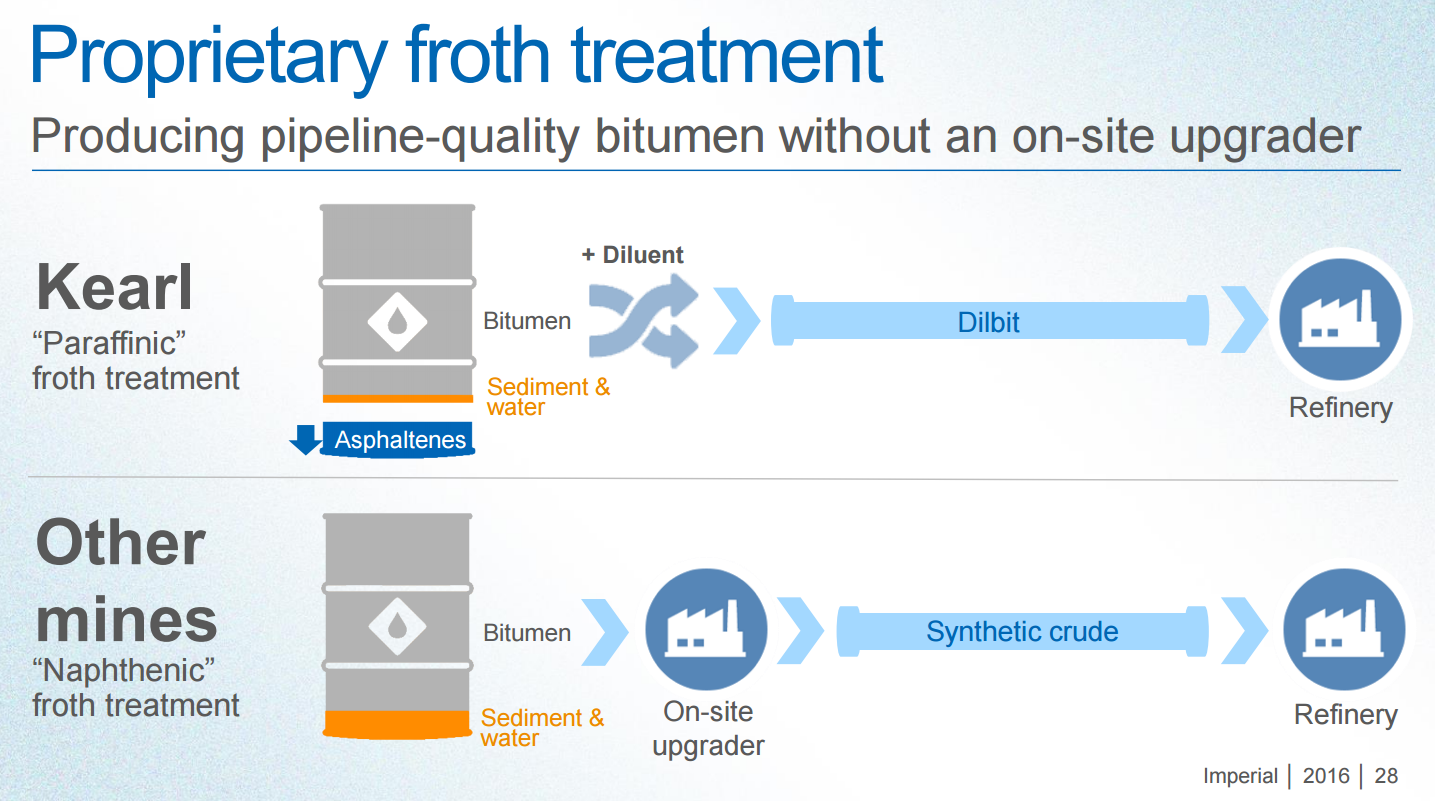 Proprietary froth treatment
Producing pipeline-quality bitumen without an on-site upgrader
Kearl
“Paraffinic”
froth treatment
Bitumen
Sediment &
water
Asphaltenes
+ Diluent
Dilbit
Refinery
Other
mines
“Naphthenic”
froth treatment
Bitumen
Sediment &
water
On-site
upgrader
Synthetic crude
Refinery
Imperial | 2016 | 28